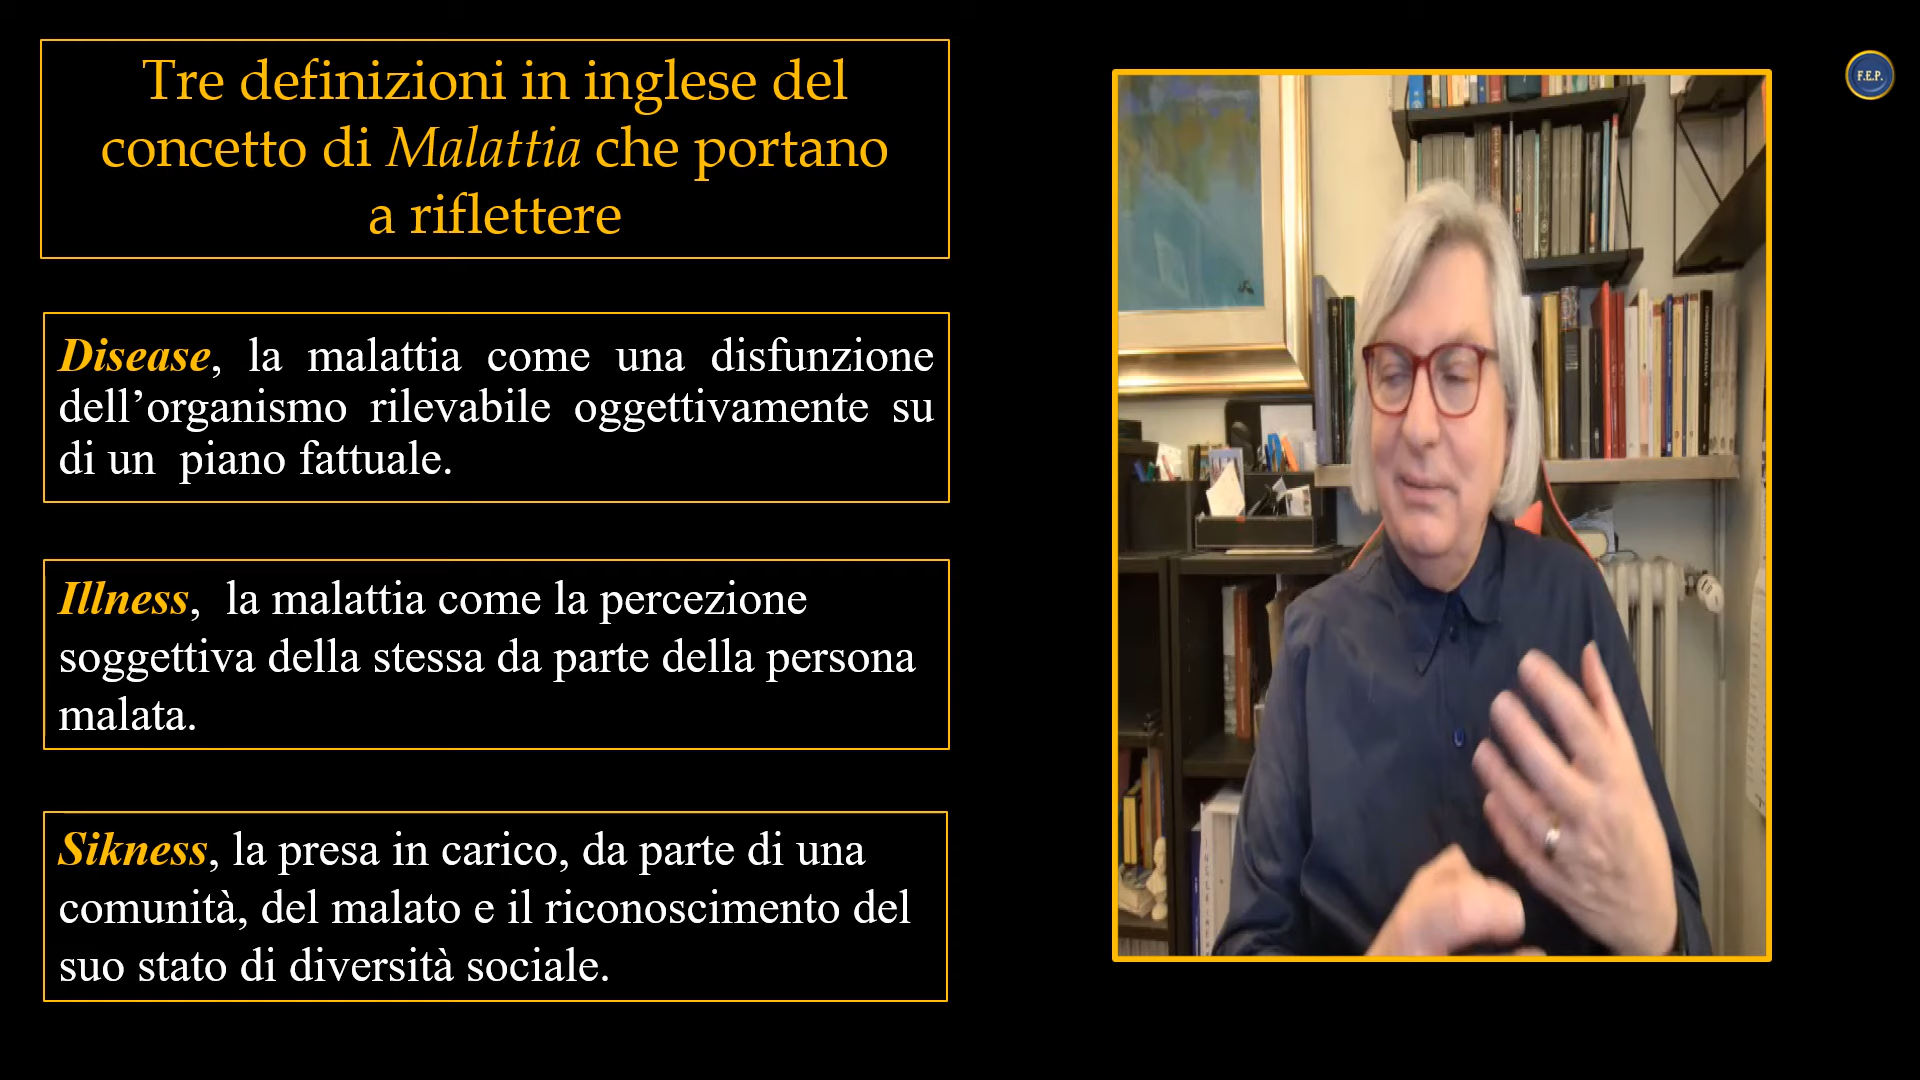 Tre definizioni in inglese del
concetto di Malattia che portano
a riflettere
Disease, la malattia come una disfunzione
dell’organismo rilevabile oggettivamente su
di un  piano fattuale.
Illness,  la malattia come la percezione
soggettiva della stessa da parte della persona
malata.
Sikness, la presa in carico, da parte di una
comunità, del malato e il riconoscimento del
suo stato di diversità sociale.
F.E.P.